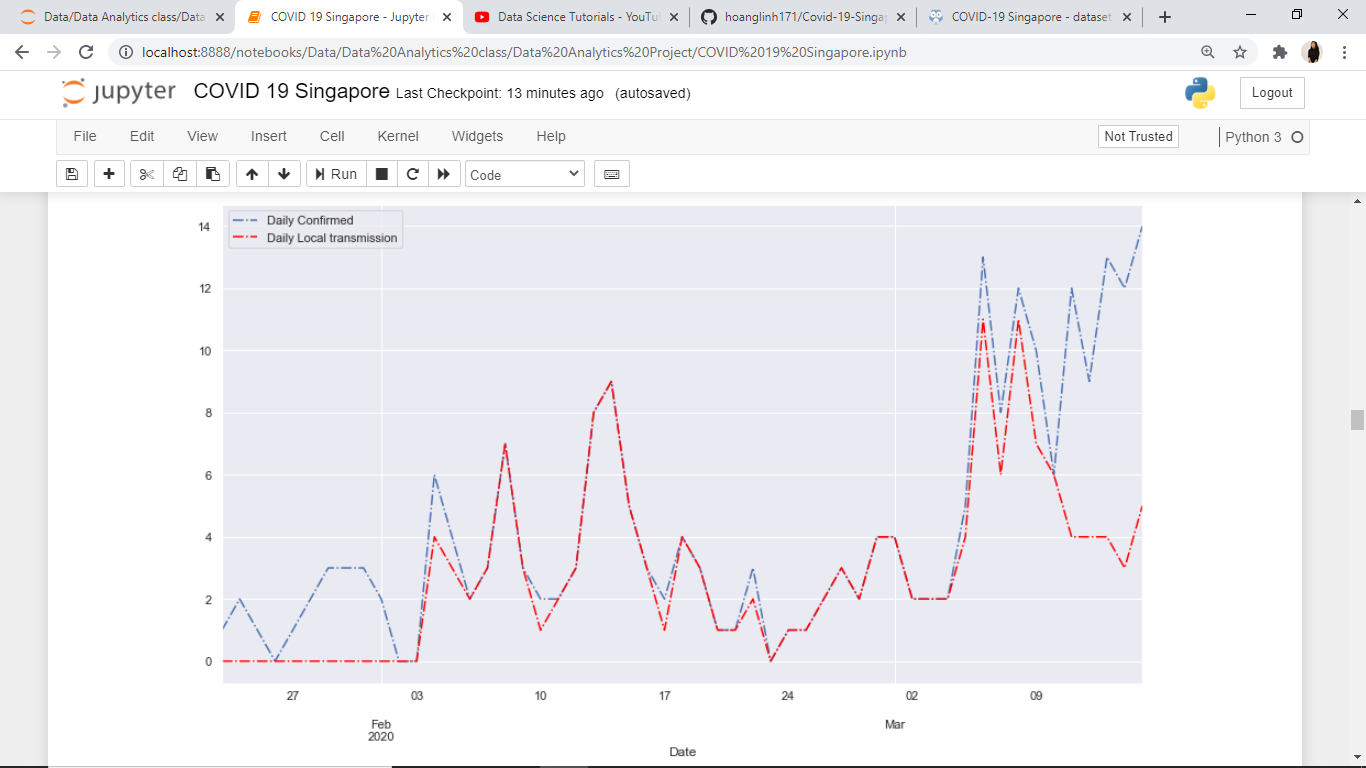 Data/Data Analytics class/Data
COVID 19 Singapore - Jupyter
Data Science Tutorials - YouTu
hoanglinh171/Covid-19-Singap
COVID-19 Singapore - dataset
localhost:8888/notebooks/Data/Data%20Analytics%20class/Data%20Analytics%20Project/COVID%2019%20Singapore.ipynb
jupyter COVID 19 Singapore Last Checkpoint: 13 minutes ago (autosaved)
Logout
File Edit View Insert Cell Kernel Widgets Help
Not Trusted
Python 3
Run
Code
Daily Confirmed
Daily Local transmission
14
12
10
8
6
4
2
0
27 03 10 17 24 02 09
Feb Mar
2020
Date